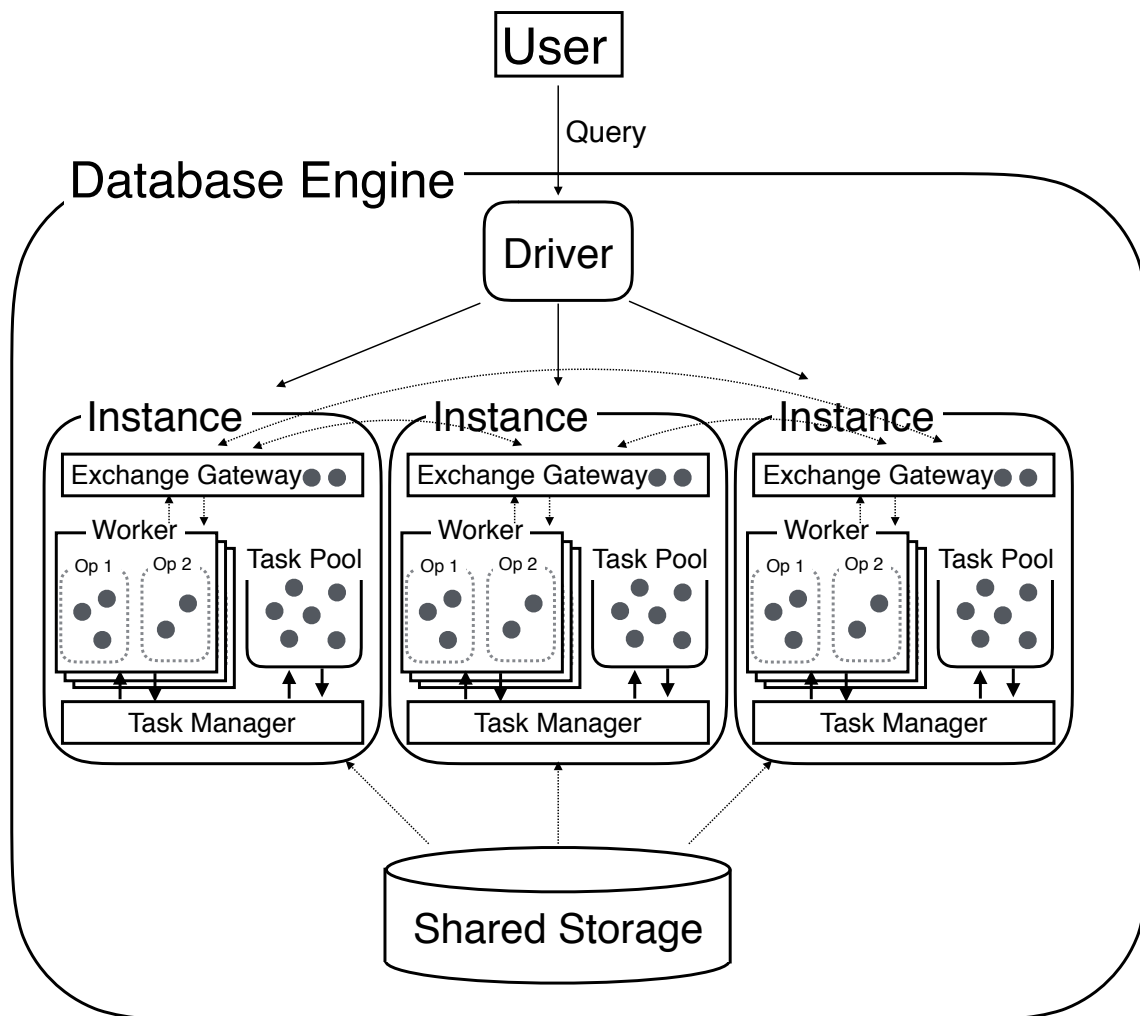 User
Query
Database Engine
Driver
Instance
Instance
Instance
Exchange Gateway
Exchange Gateway
Exchange Gateway
Worker
Worker
Worker
Task Pool
Task Pool
Task Pool
Op 1
Op 2
Op 1
Op 2
Op 1
Op 2
Task Manager
Task Manager
Task Manager
Shared Storage